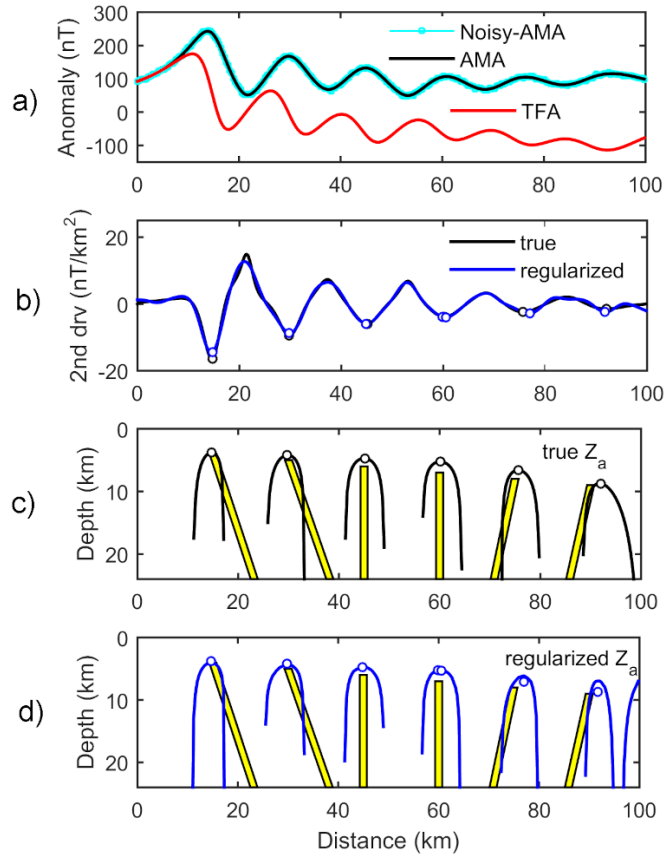 a)
Anomaly (nT)
200
100
0
-100
Noisy-AMA
AMA
TFA
0 20 40 60 80 100
b)
2nd drv (nT/km²)
20
0
-20
true
regularized
0 20 40 60 80 100
c)
Depth (km)
0
10
20
true Zₐ
0 20 40 60 80 100
d)
Depth (km)
0
10
20
regularized Zₐ
0 20 40 60 80 100
Distance (km)